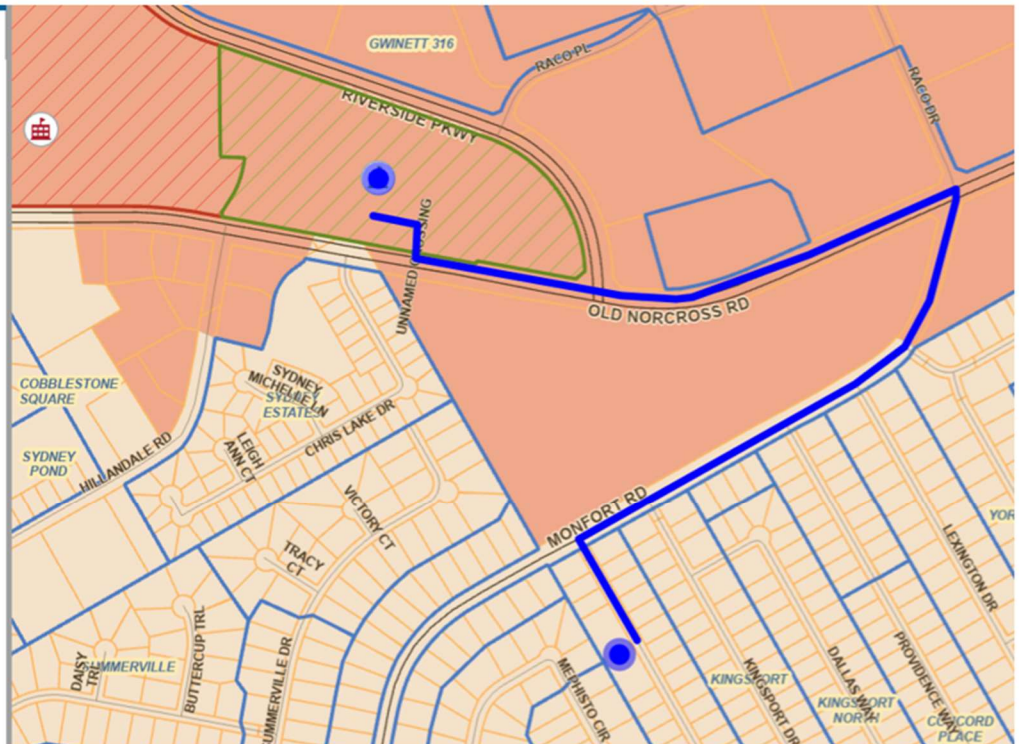 GWINETT 316
RACO PL
RACO DR
RIVERSIDE PKWY
UNNAMED CROSSING
OLD NORCROSS RD
COBBLESTONE
SQUARE
SYDNEY
MICHELLE LN
SYDNEY
ESTATES
CHRIS LAKE DR
HILLANDALE RD
LEIGH
ANN CT
SYDNEY
POND
VICTORY CT
MONFORT RD
TRACY
CT
YOR
LEXINGTON DR
BUTTERCUP TRL
DAISY
TRL
SUMMERVILLE
SUMMERVILLE DR
MEPHISTO CIR
KINGSPORT
KINGSPORT DR
DALLAS WAY
KINGSPORT
NORTH
PROVIDENCE WAY
CONCORD
PLACE